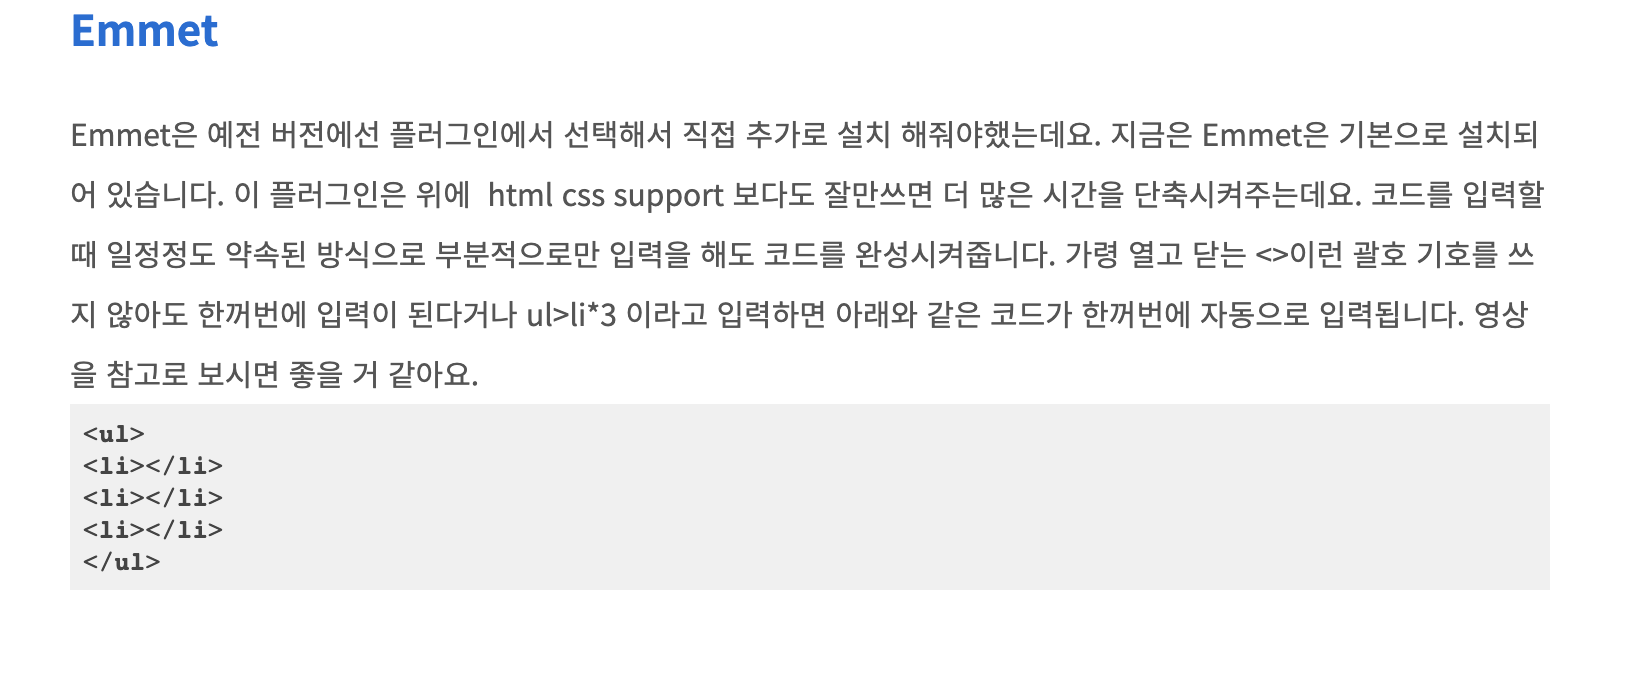 Emmet
Emmet은 예전 버전에선 플러그인에서 선택해서 직접 추가로 설치 해줘야했는데요. 지금은 Emmet은 기본으로 설치되
어 있습니다. 이 플러그인은 위에  html css support 보다도 잘만쓰면 더 많은 시간을 단축시켜주는데요. 코드를 입력할
때 일정정도 약속된 방식으로 부분적으로만 입력을 해도 코드를 완성시켜줍니다. 가령 열고 닫는 <>이런 괄호 기호를 쓰
지 않아도 한꺼번에 입력이 된다거나 ul>li*3 이라고 입력하면 아래와 같은 코드가 한꺼번에 자동으로 입력됩니다. 영상
을 참고로 보시면 좋을 거 같아요.
<ul>
<li></li>
<li></li>
<li></li>
</ul>